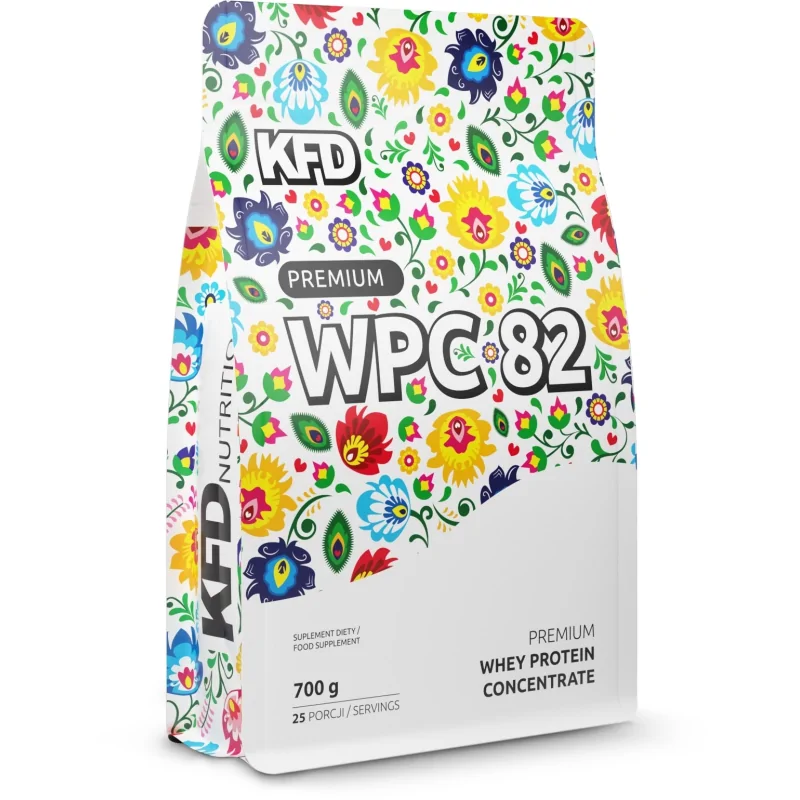 KFD
PREMIUM
WPC 82
KFD NUTRITIO
SUPLEMENT DIETY /
FOOD SUPPLEMENT
700 g
25 PORCJI / SERVINGS
PREMIUM
WHEY PROTEIN
CONCENTRATE